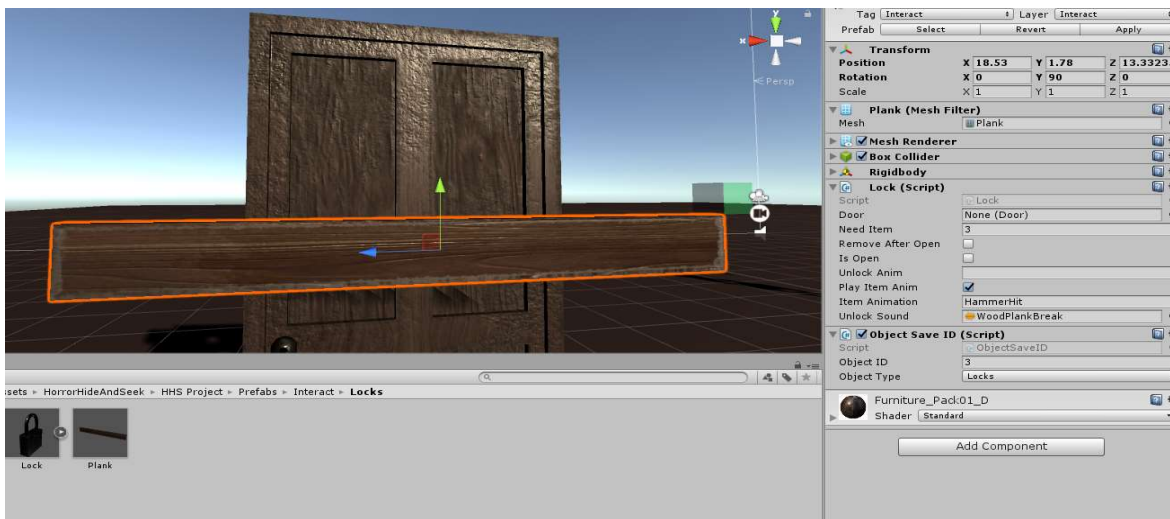 Tag Interact Layer Interact
Prefab Select Revert Apply
Transform
Position X 18.53 Y 1.78 Z 13.3323
Rotation X 0 Y 90 Z 0
Scale X 1 Y 1 Z 1
Plank (Mesh Filter)
Mesh Plank
Mesh Renderer
Box Collider
Rigidbody
Lock (Script)
Script Lock
Door None (Door)
Need Item 3
Remove After Open
Is Open
Unlock Anim
Play Item Anim
Item Animation HammerHit
Unlock Sound WoodPlankBreak
Object Save ID (Script)
Script ObjectSaveID
Object ID 3
Object Type Locks
Furniture_Pack01_D
Shader Standard
Add Component
y
x
Persp
ssets ▸ HorrorHideAndSeek ▸ HHS Project ▸ Prefabs ▸ Interact ▸ Locks
Lock Plank